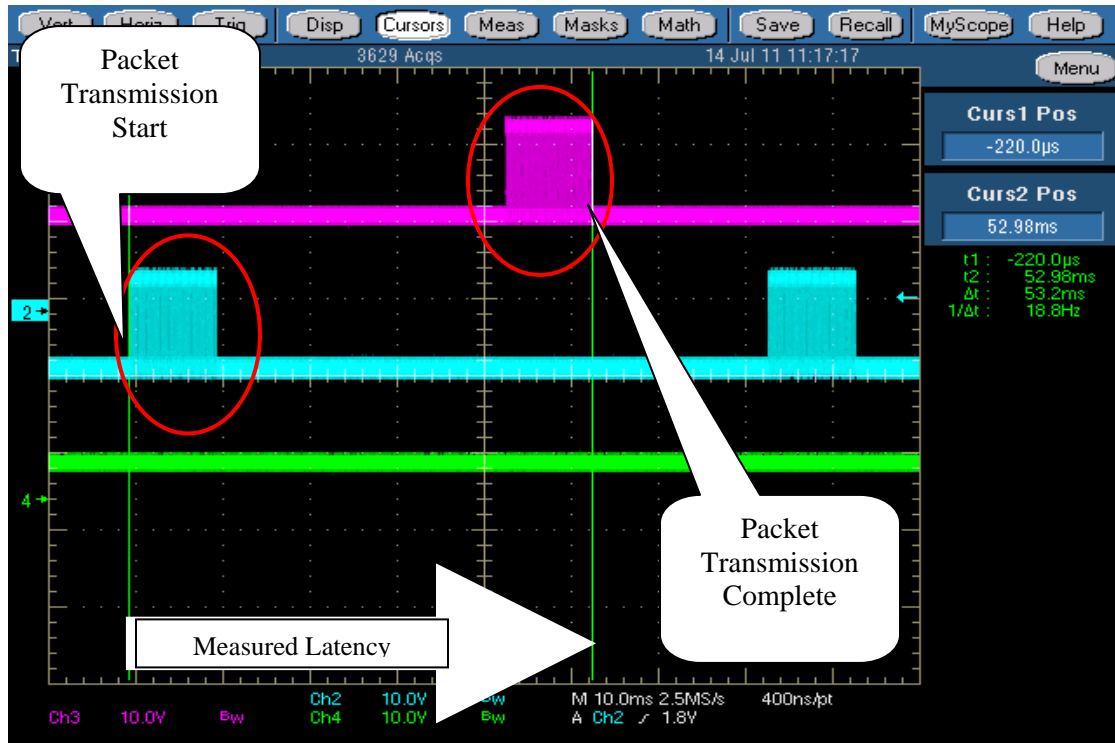 Vert Horiz Trig Disp Cursors Meas Masks Math Save Recall MyScope Help
3629 Acqs 14 Jul 11 11:17:17
Menu
Packet
Transmission
Start
Curs1 Pos
-220.0µs
Curs2 Pos
52.98ms
t1 : -220.0µs
t2 : 52.98ms
Δt : 53.2ms
1/Δt : 18.8Hz
2
4
Packet
Transmission
Complete
Measured Latency
Ch2 10.0V BW M 10.0ms 2.5MS/s 400ns/pt
Ch3 10.0V BW Ch4 10.0V BW A Ch2 1.8V